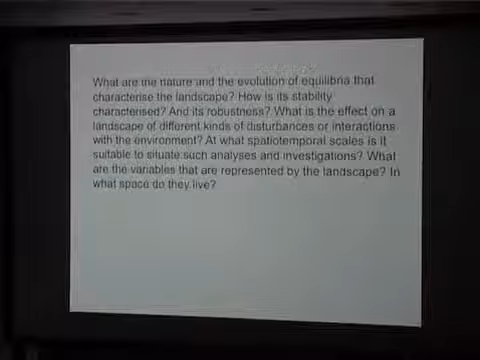 What are the nature and the evolution of equilibria that
characterise the landscape? How is its stability
characterised? And its robustness? What is the effect on a
landscape of different kinds of disturbances or interactions
with the environment? At what spatiotemporal scales is it
suitable to situate such analyses and investigations? What
are the variables that are represented by the landscape? In
what space do they live?